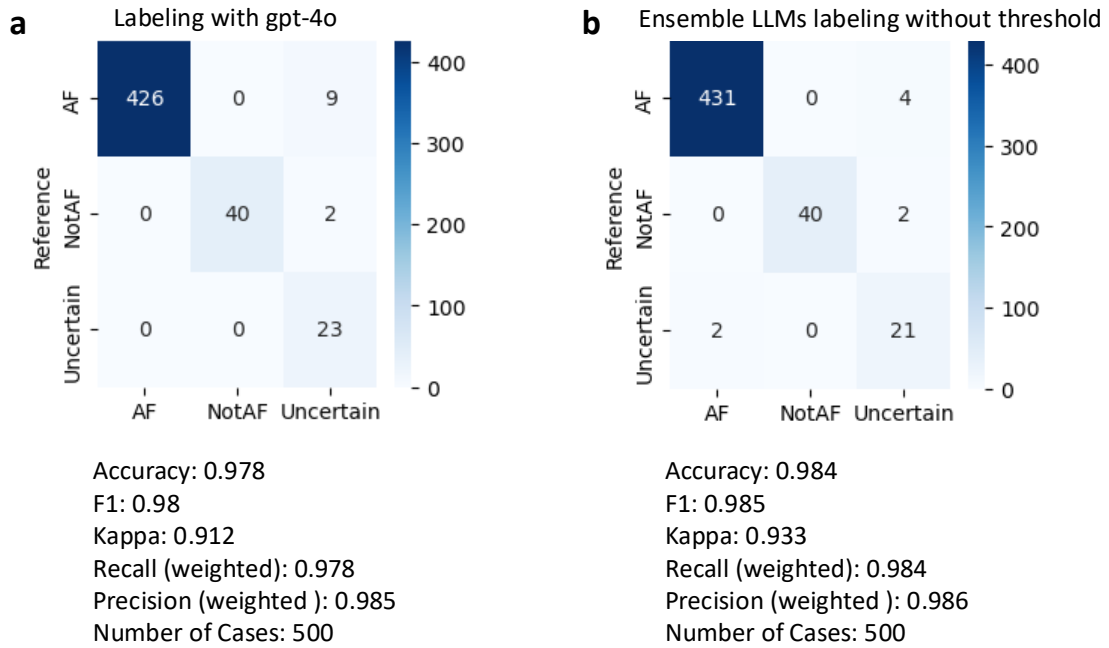 a
Labeling with gpt-4o
426 0 9
0 40 2
0 0 23
AF
NotAF
Uncertain
Reference
AF NotAF Uncertain
400
300
200
100
0
Accuracy: 0.978
F1: 0.98
Kappa: 0.912
Recall (weighted): 0.978
Precision (weighted ): 0.985
Number of Cases: 500
b
Ensemble LLMs labeling without threshold
431 0 4
0 40 2
2 0 21
AF
NotAF
Uncertain
Reference
AF NotAF Uncertain
400
300
200
100
0
Accuracy: 0.984
F1: 0.985
Kappa: 0.933
Recall (weighted): 0.984
Precision (weighted ): 0.986
Number of Cases: 500